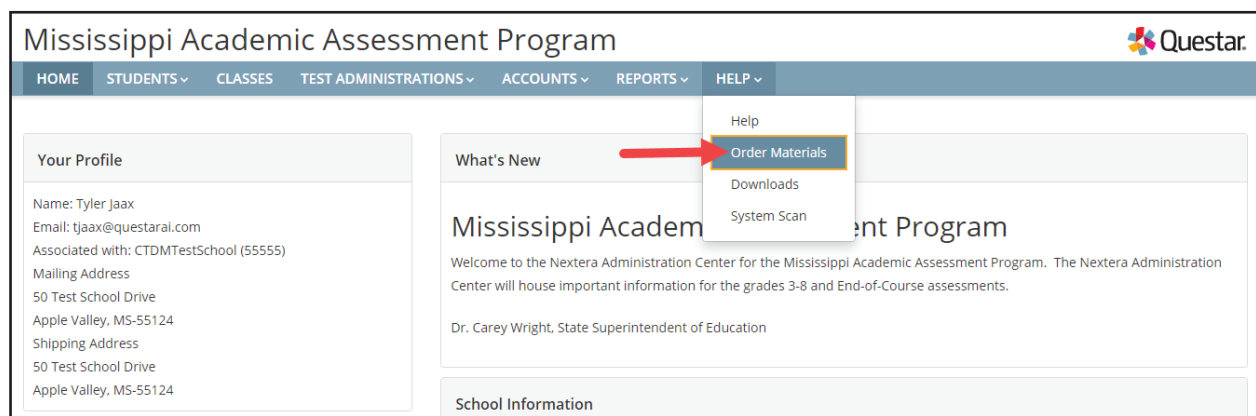 Mississippi Academic Assessment Program
Questar
HOME STUDENTS CLASSES TEST ADMINISTRATIONS ACCOUNTS REPORTS HELP
Help
Order Materials
Downloads
System Scan
Your Profile
Name: Tyler Jaax
Email: tjaax@questarai.com
Associated with: CTDMTestSchool (55555)
Mailing Address
50 Test School Drive
Apple Valley, MS-55124
Shipping Address
50 Test School Drive
Apple Valley, MS-55124
What's New
Mississippi Academ ent Program
Welcome to the Nextera Administration Center for the Mississippi Academic Assessment Program. The Nextera Administration
Center will house important information for the grades 3-8 and End-of-Course assessments.
Dr. Carey Wright, State Superintendent of Education
School Information